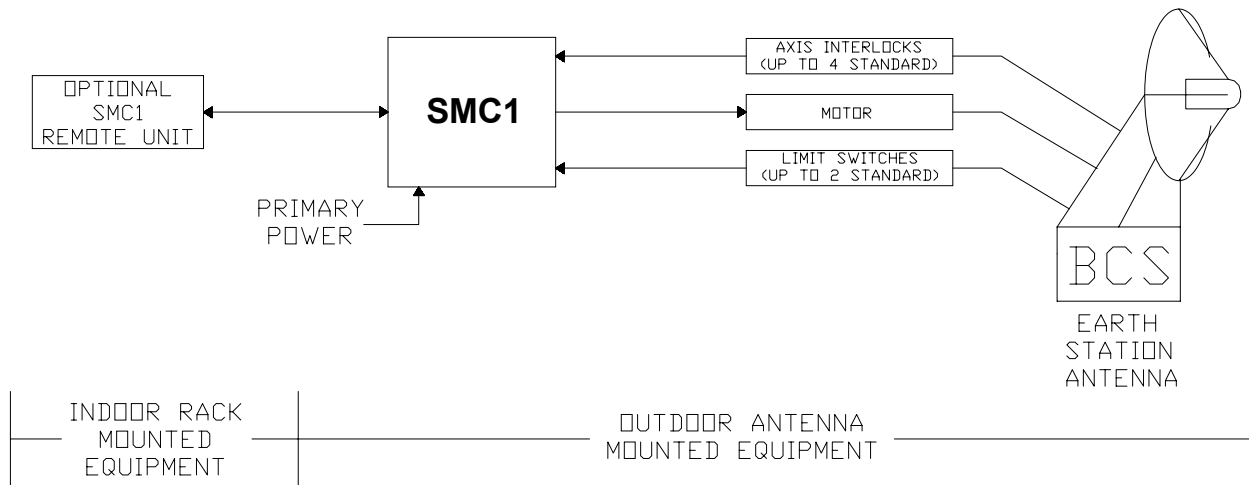 OPTIONAL
SMC1
REMOTE UNIT
SMC1
PRIMARY
POWER
AXIS INTERLOCKS
(UP TO 4 STANDARD)
MOTOR
LIMIT SWITCHES
(UP TO 2 STANDARD)
BCS
EARTH
STATION
ANTENNA
INDOOR RACK
MOUNTED
EQUIPMENT
OUTDOOR ANTENNA
MOUNTED EQUIPMENT